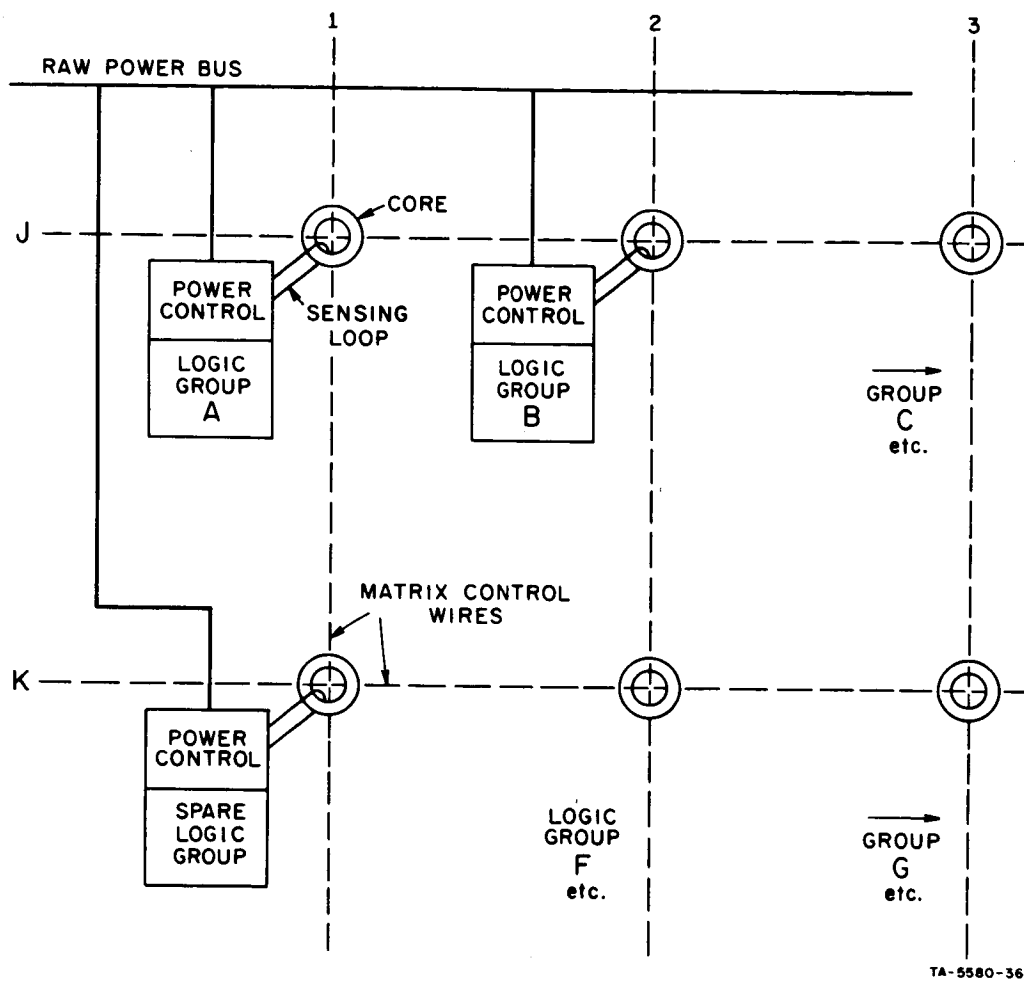 1
2
3
RAW POWER BUS
CORE
J
POWER
CONTROL
SENSING
LOOP
LOGIC
GROUP
A
POWER
CONTROL
LOGIC
GROUP
B
GROUP
C
etc.
MATRIX CONTROL
WIRES
K
POWER
CONTROL
SPARE
LOGIC
GROUP
LOGIC
GROUP
F
etc.
GROUP
G
etc.
TA-5580-36